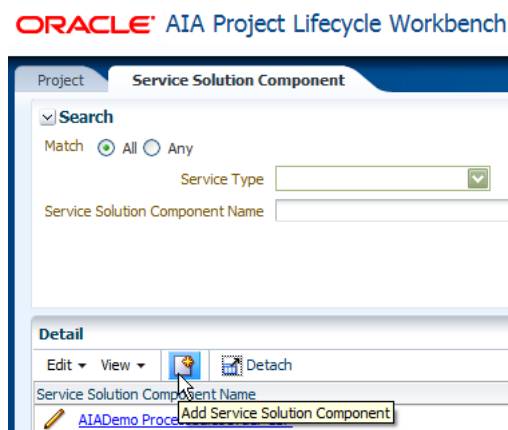 ORACLE AIA Project Lifecycle Workbench
Project Service Solution Component
Search
Match All Any
Service Type
Service Solution Component Name
Detail
Edit View Detach
Service Solution Component Name
AIADemo
Add Service Solution Component